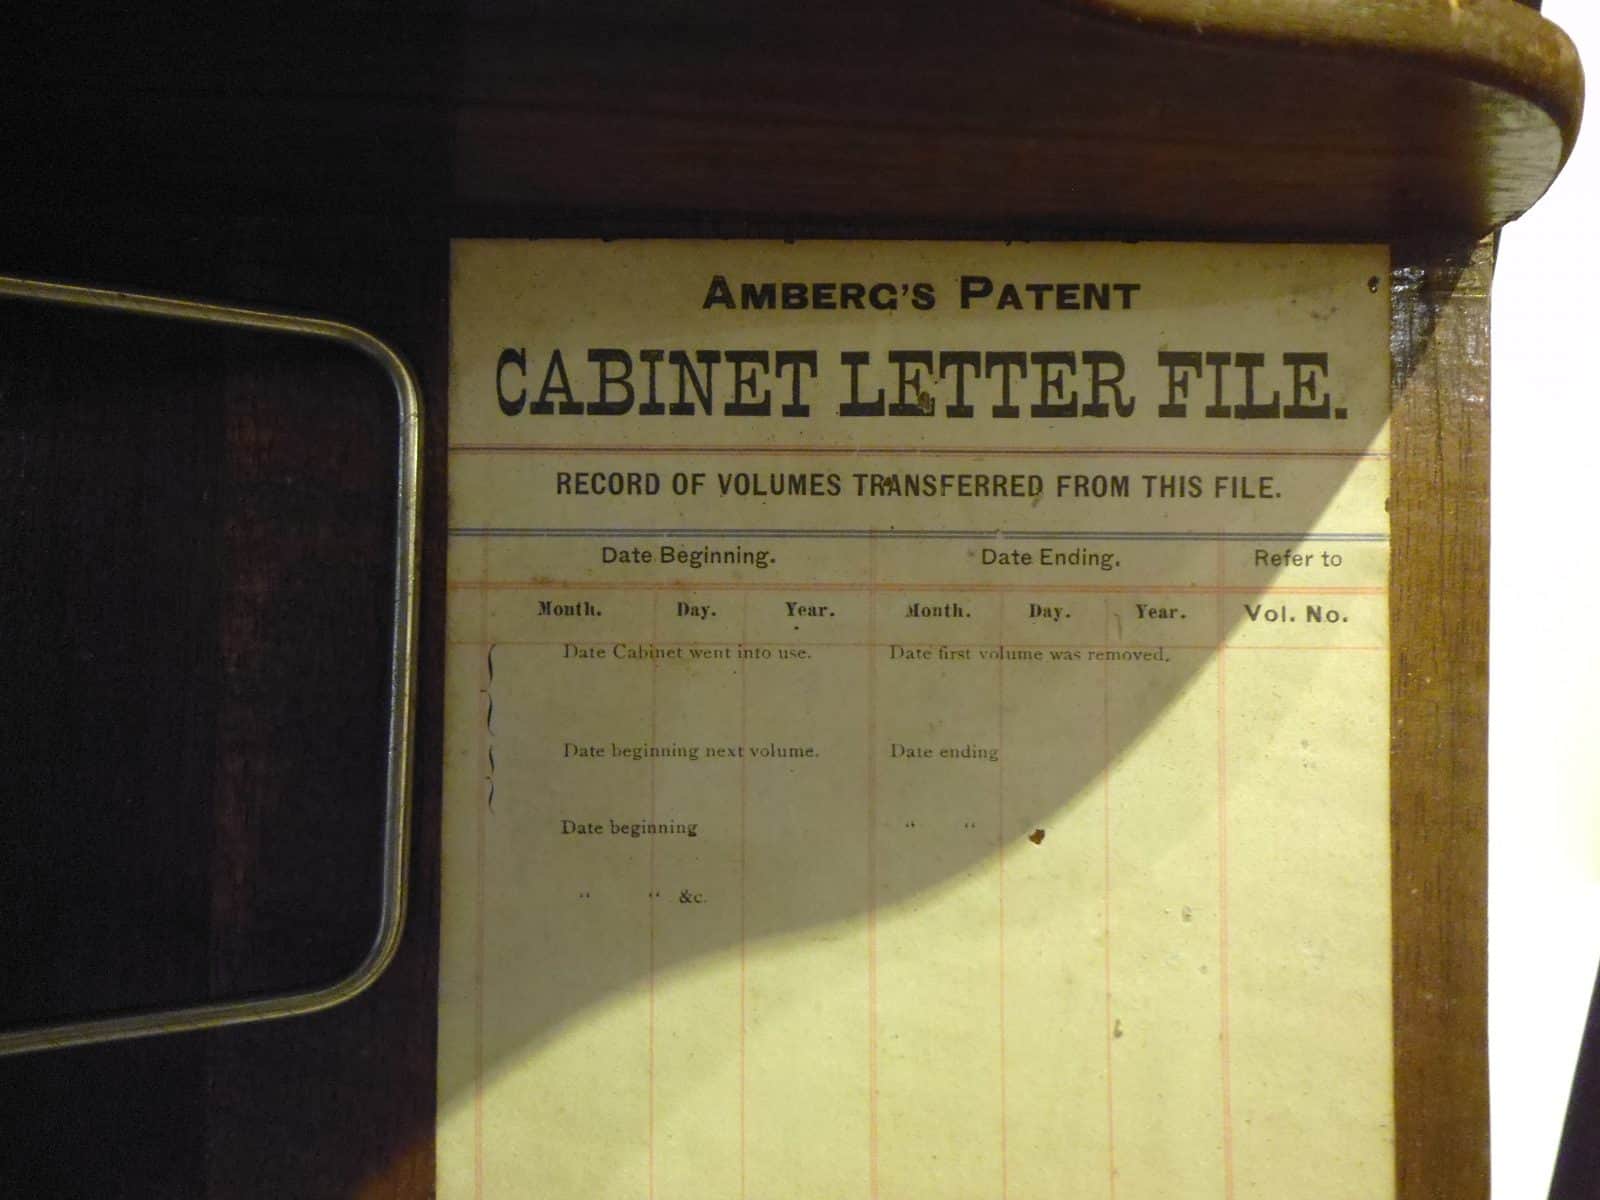 AMBERG'S PATENT
CABINET LETTER FILE.
RECORD OF VOLUMES TRANSFERRED FROM THIS FILE.
Date Beginning. Date Ending. Refer to
Month. Day. Year. Month. Day. Year. Vol. No.
Date Cabinet went into use. Date first volume was removed.
Date beginning next volume. Date ending
Date beginning “ “
“ “ &c.